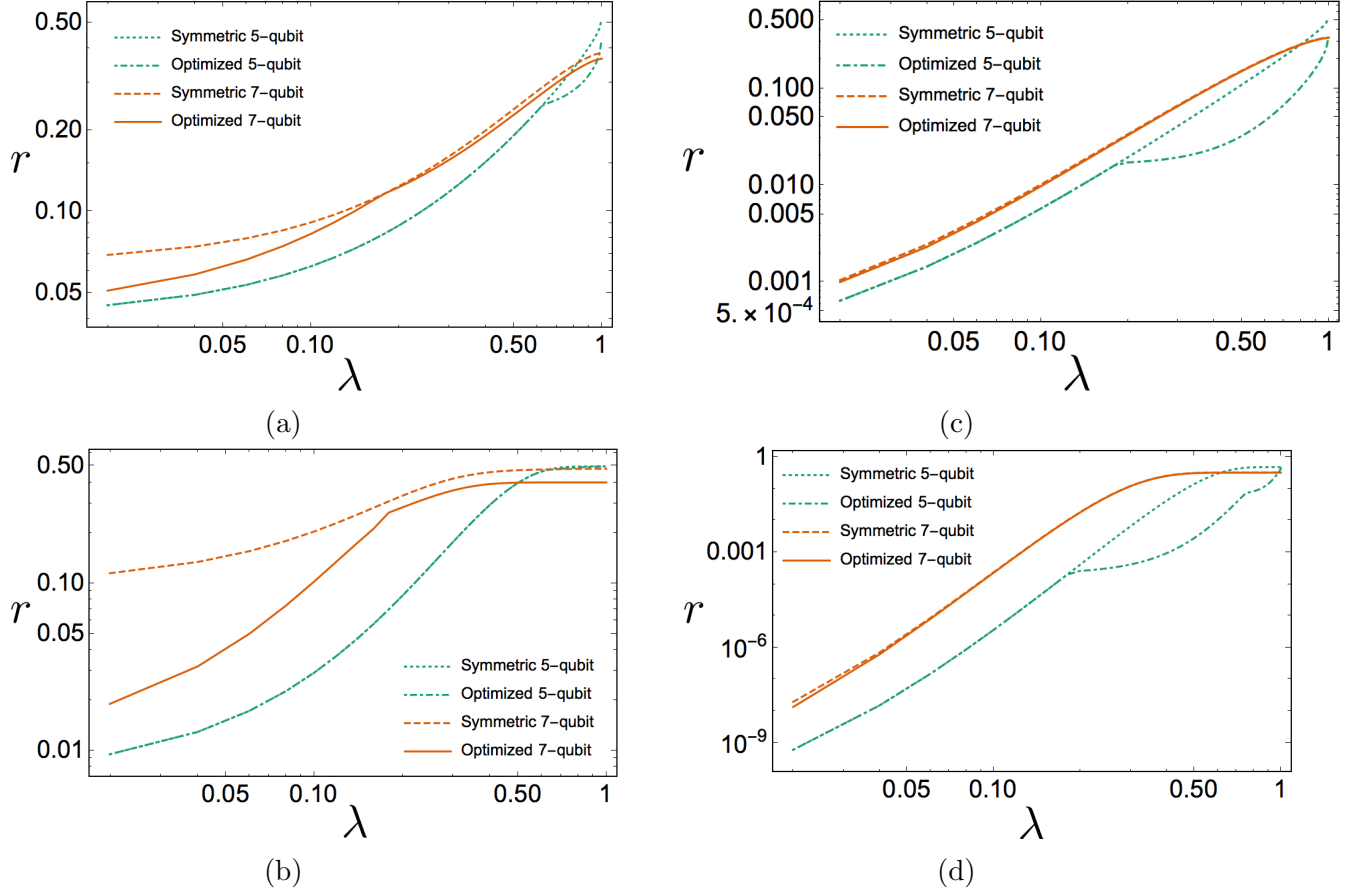 0.50
0.20
0.10
0.05
r
Symmetric 5-qubit
Optimized 5-qubit
Symmetric 7-qubit
Optimized 7-qubit
0.05 0.10 0.50 1
λ
(a)
0.500
0.100
0.050
0.010
0.005
0.001
5. × 10⁻⁴
r
Symmetric 5-qubit
Optimized 5-qubit
Symmetric 7-qubit
Optimized 7-qubit
0.05 0.10 0.50 1
λ
(c)
0.50
0.10
0.05
0.01
r
Symmetric 5-qubit
Optimized 5-qubit
Symmetric 7-qubit
Optimized 7-qubit
0.05 0.10 0.50 1
λ
(b)
1
0.001
10⁻⁶
10⁻⁹
r
Symmetric 5-qubit
Optimized 5-qubit
Symmetric 7-qubit
Optimized 7-qubit
0.05 0.10 0.50 1
λ
(d)